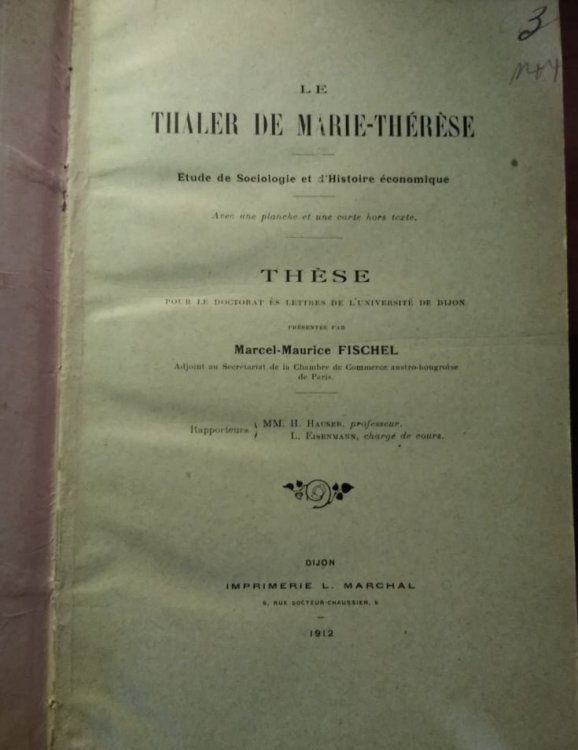 3
LE
THALER DE MARIE-THÉRÈSE
Etude de Sociologie et d'Histoire économique
Avec une planche et une carte hors texte.
THÈSE
POUR LE DOCTORAT ÈS LETTRES DE L'UNIVERSITÉ DE DIJON
PRÉSENTÉE PAR
Marcel-Maurice FISCHEL
Adjoint au Secrétariat de la Chambre de Commerce austro-hongroise
de Paris.
Rapporteurs { MM. H. HAUSER, professeur.
L. EISENMANN, chargé de cours.
DIJON
IMPRIMERIE L. MARCHAL
9, RUE DOCTEUR-CHAUSSIER, 9
1912